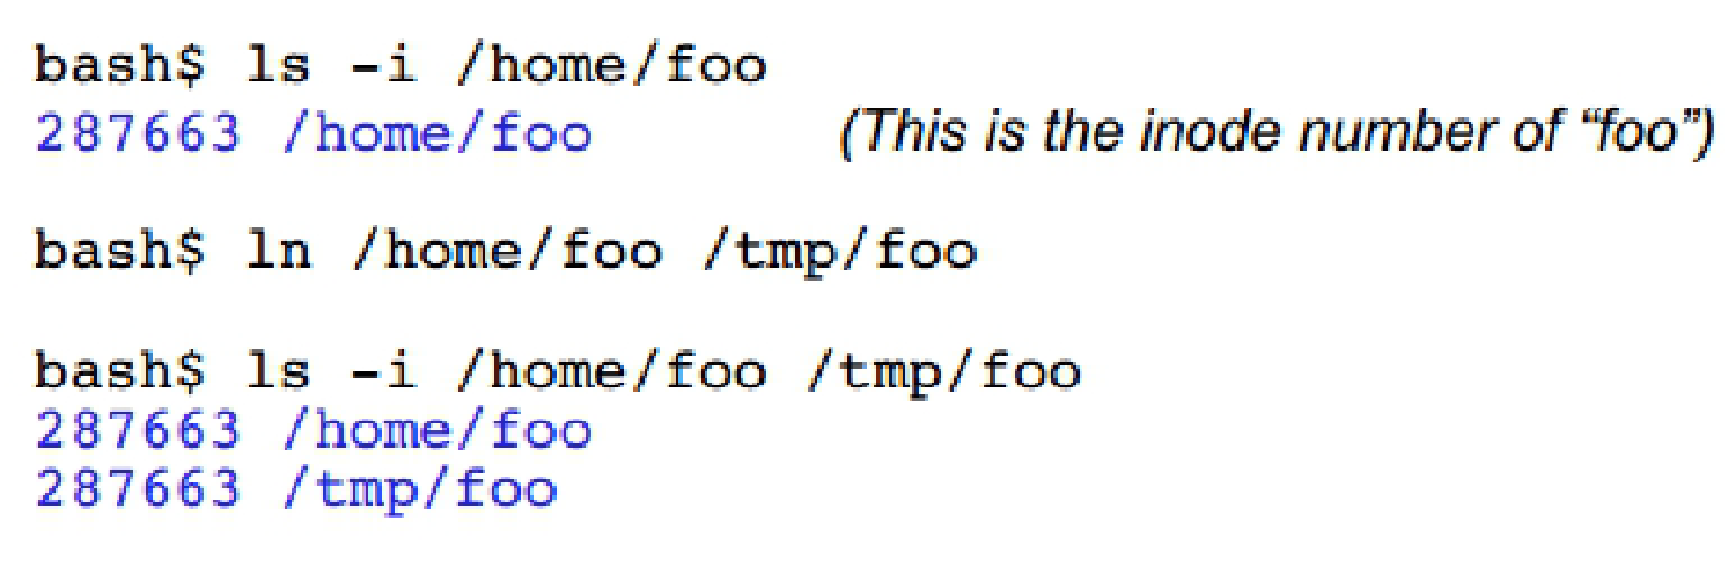 bash$ ls -i /home/foo
287663 /home/foo (This is the inode number of “foo”)
bash$ ln /home/foo /tmp/foo
bash$ ls -i /home/foo /tmp/foo
287663 /home/foo
287663 /tmp/foo